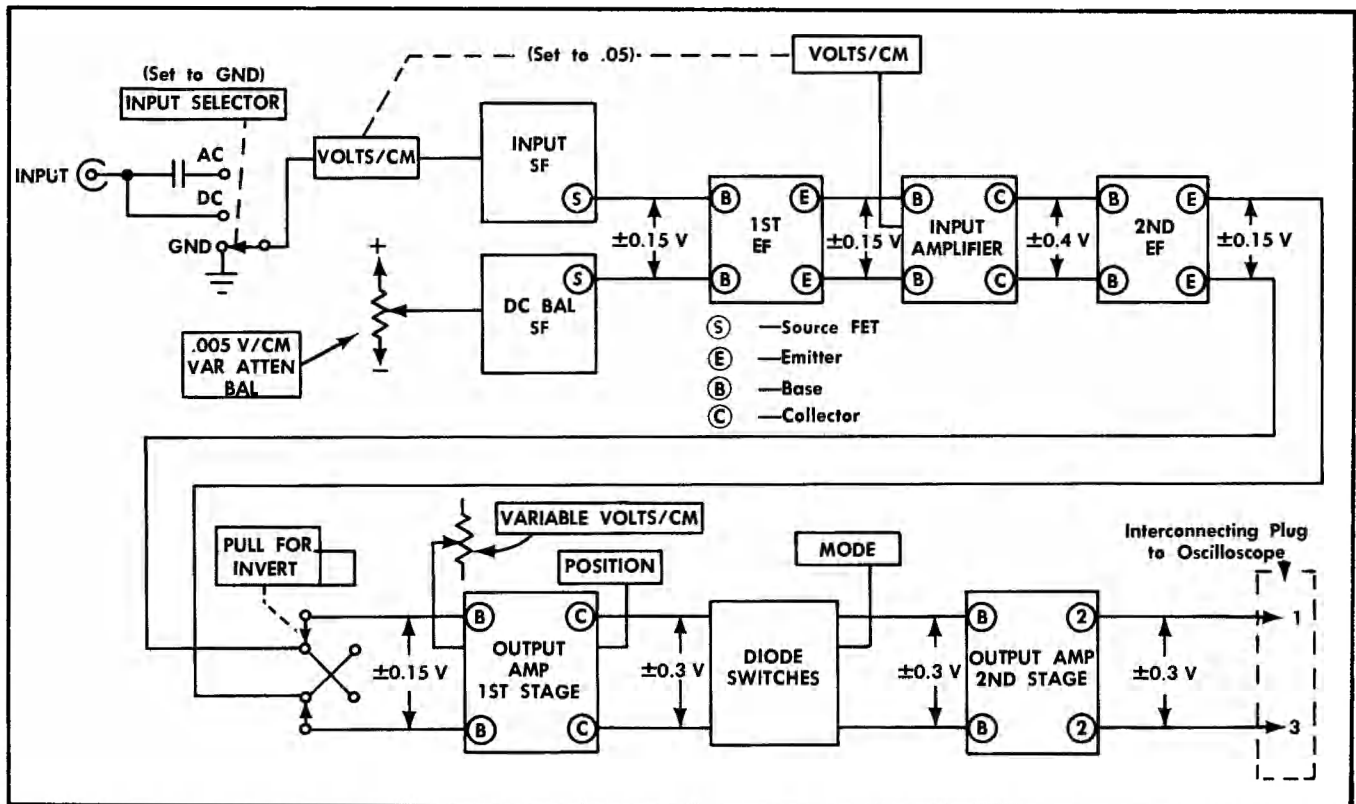 (Set to .05)
VOLTS/CM
(Set to GND)
INPUT SELECTOR
INPUT
AC
DC
GND
VOLTS/CM
INPUT
SF
S
±0.15 V
B
E
1ST
EF
B
E
±0.15 V
B
C
INPUT
AMPLIFIER
B
C
±0.4 V
B
E
2ND
EF
B
E
±0.15 V
+
−
.005 V/CM
VAR ATTEN
BAL
S
DC BAL
SF
S —Source FET
E —Emitter
B —Base
C —Collector
PULL FOR
INVERT
VARIABLE VOLTS/CM
POSITION
MODE
Interconnecting Plug
to Oscilloscope
±0.15 V
B
C
OUTPUT
AMP
1ST STAGE
B
C
±0.3 V
DIODE
SWITCHES
±0.3 V
B
2
OUTPUT AMP
2ND STAGE
B
2
±0.3 V
1
3